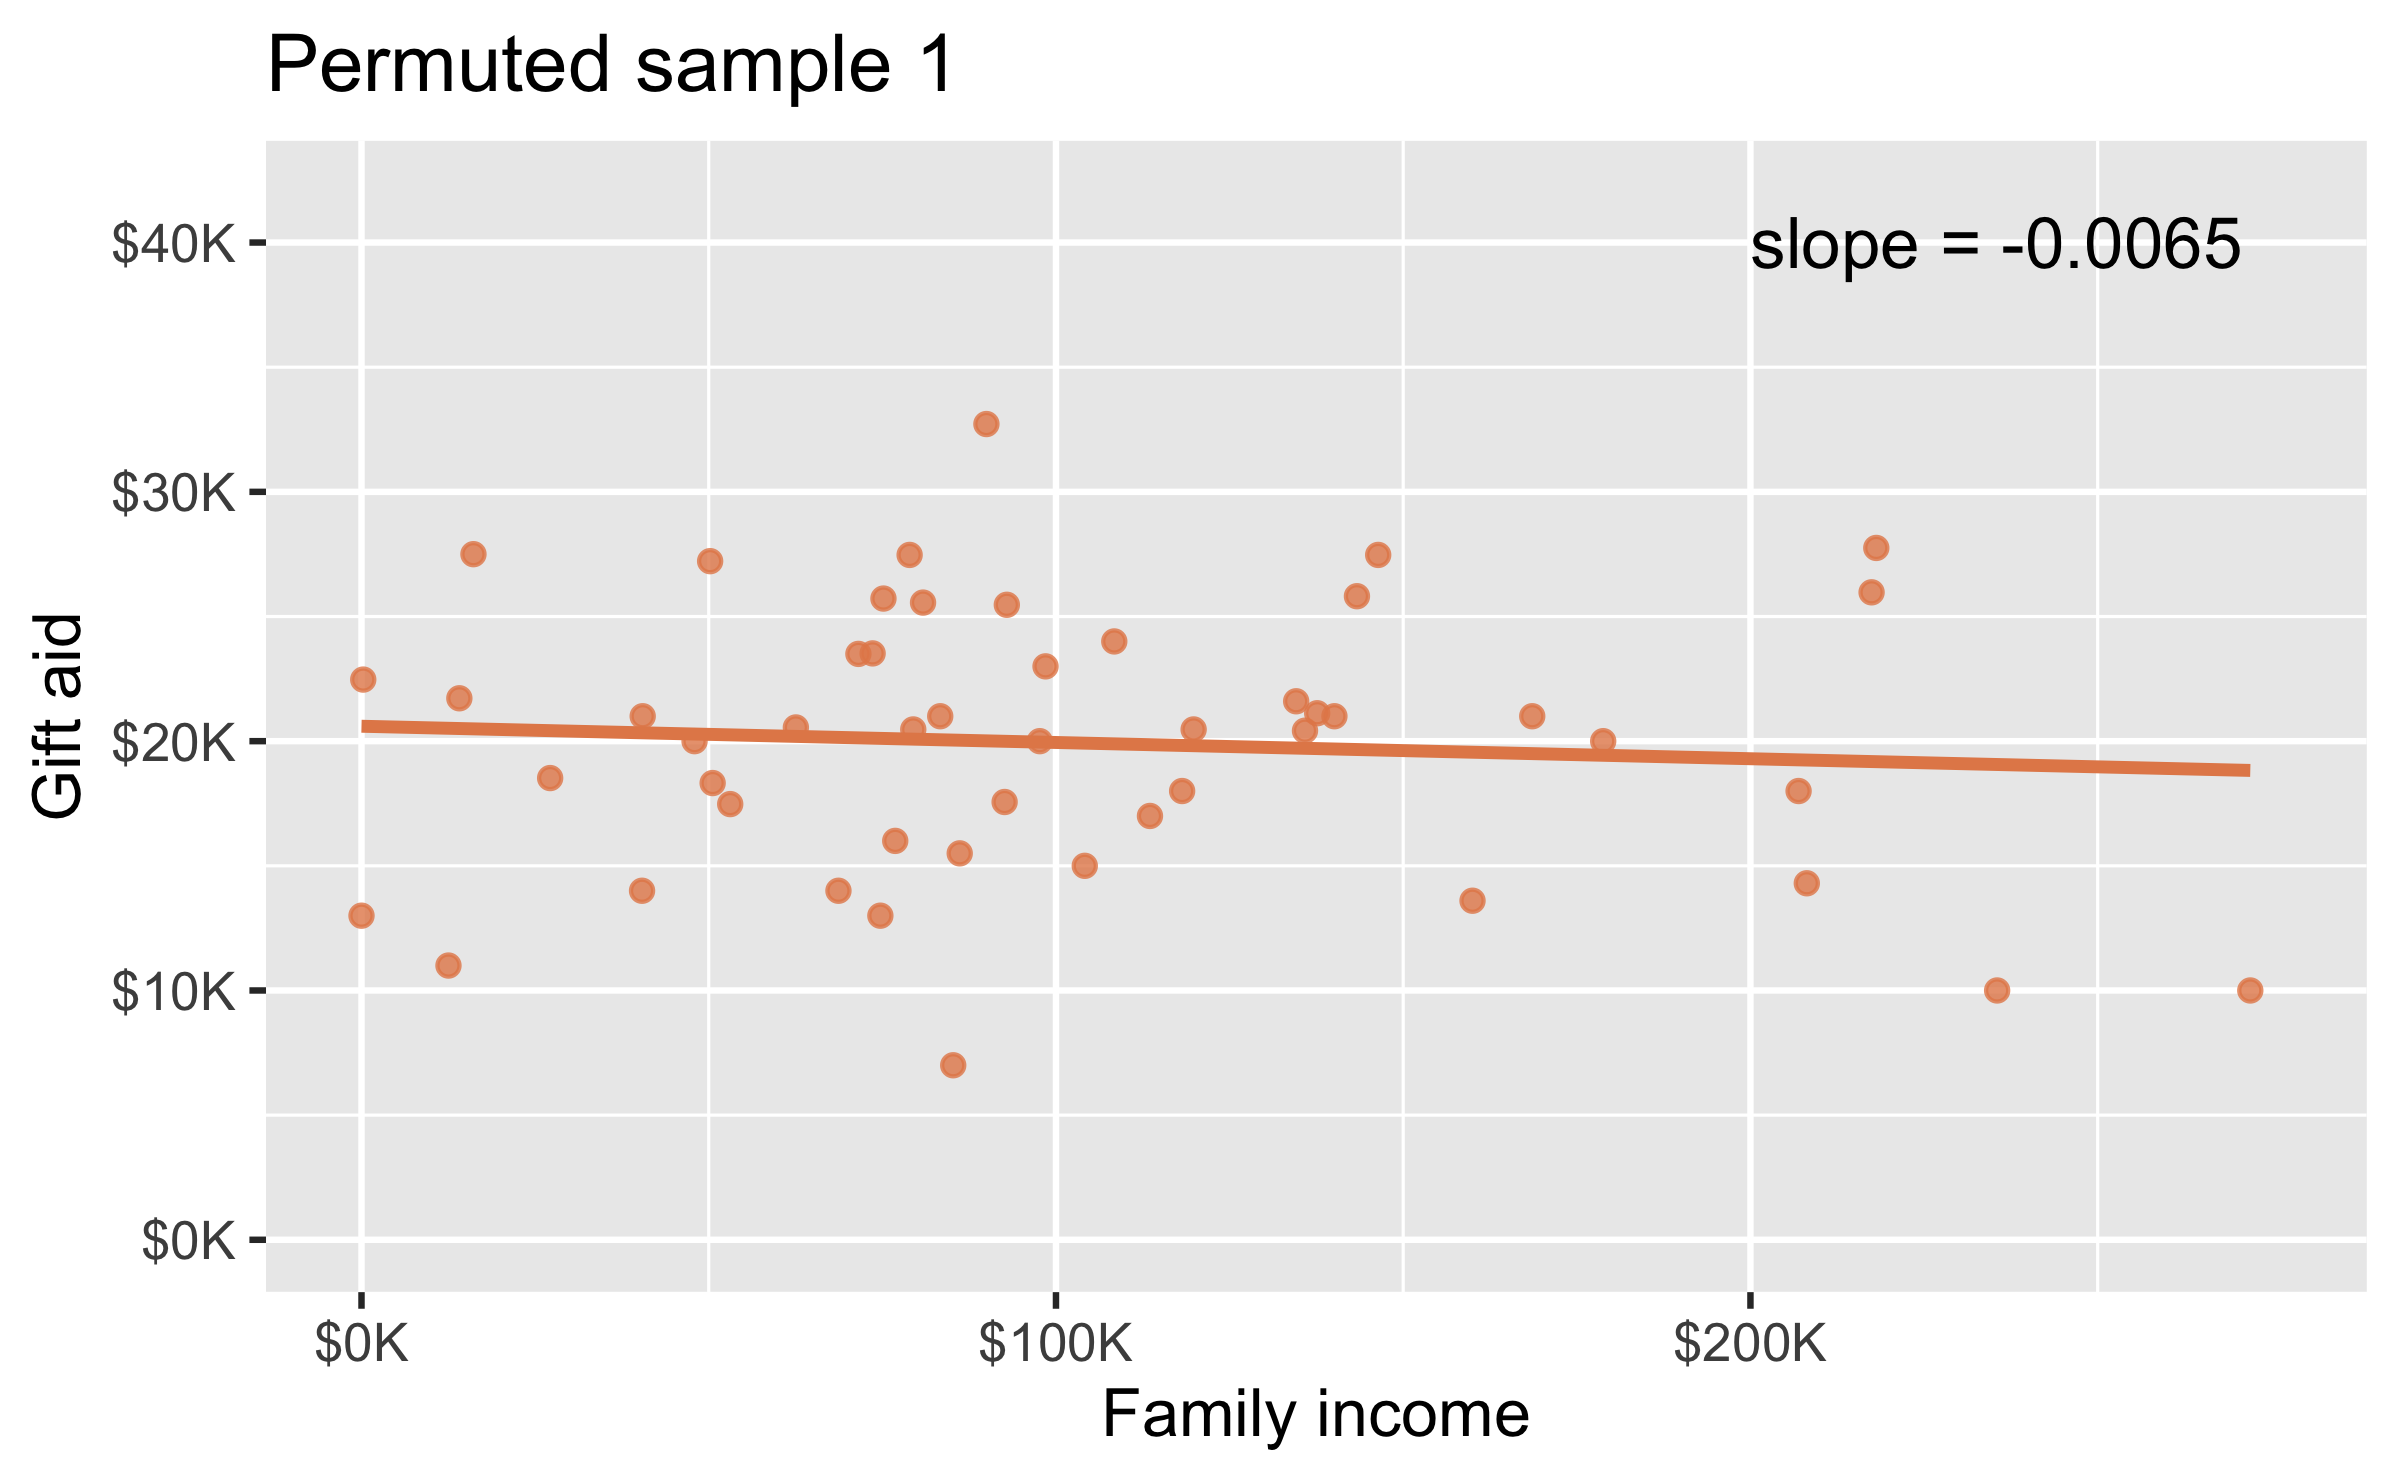 Permuted sample 1
slope = -0.0065
$40K
$30K
$20K
$10K
$0K
Gift aid
$0K $100K $200K
Family income